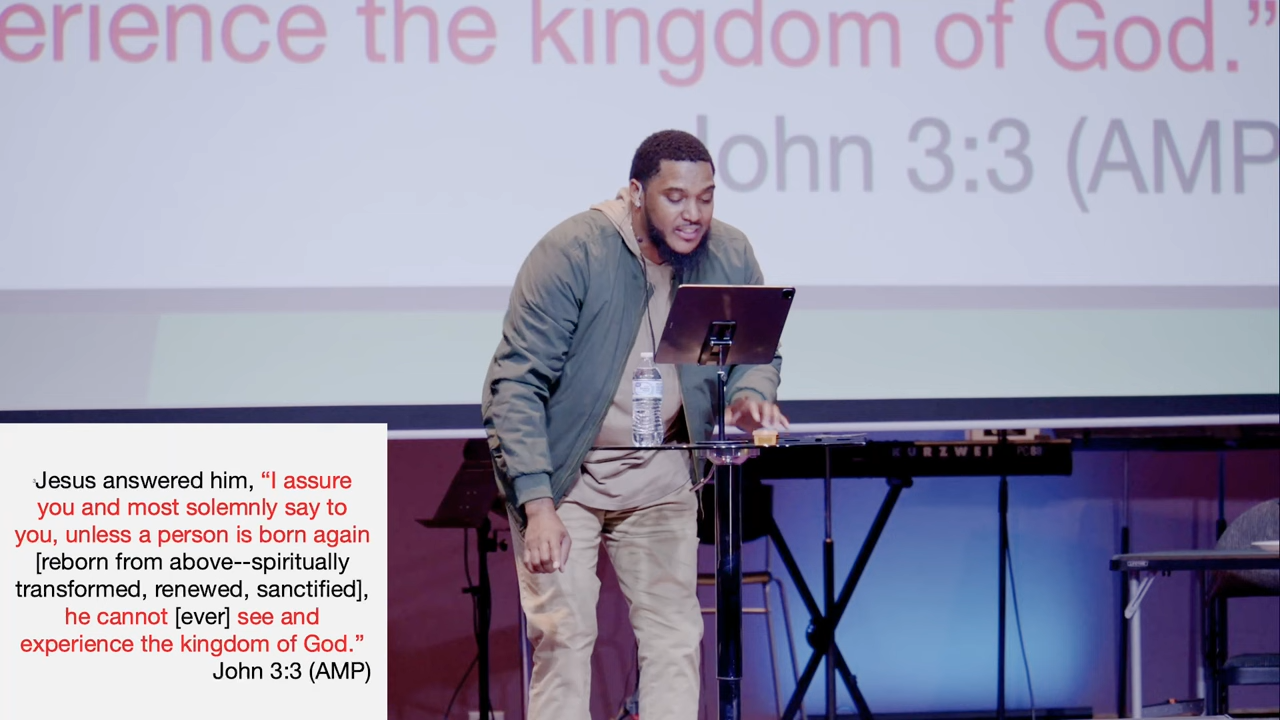 erience the kingdom of God.”
John 3:3 (AMP
KURZWEI PC88
Jesus answered him, “I assure
you and most solemnly say to
you, unless a person is born again
[reborn from above--spiritually
transformed, renewed, sanctified],
he cannot [ever] see and
experience the kingdom of God.”
John 3:3 (AMP)